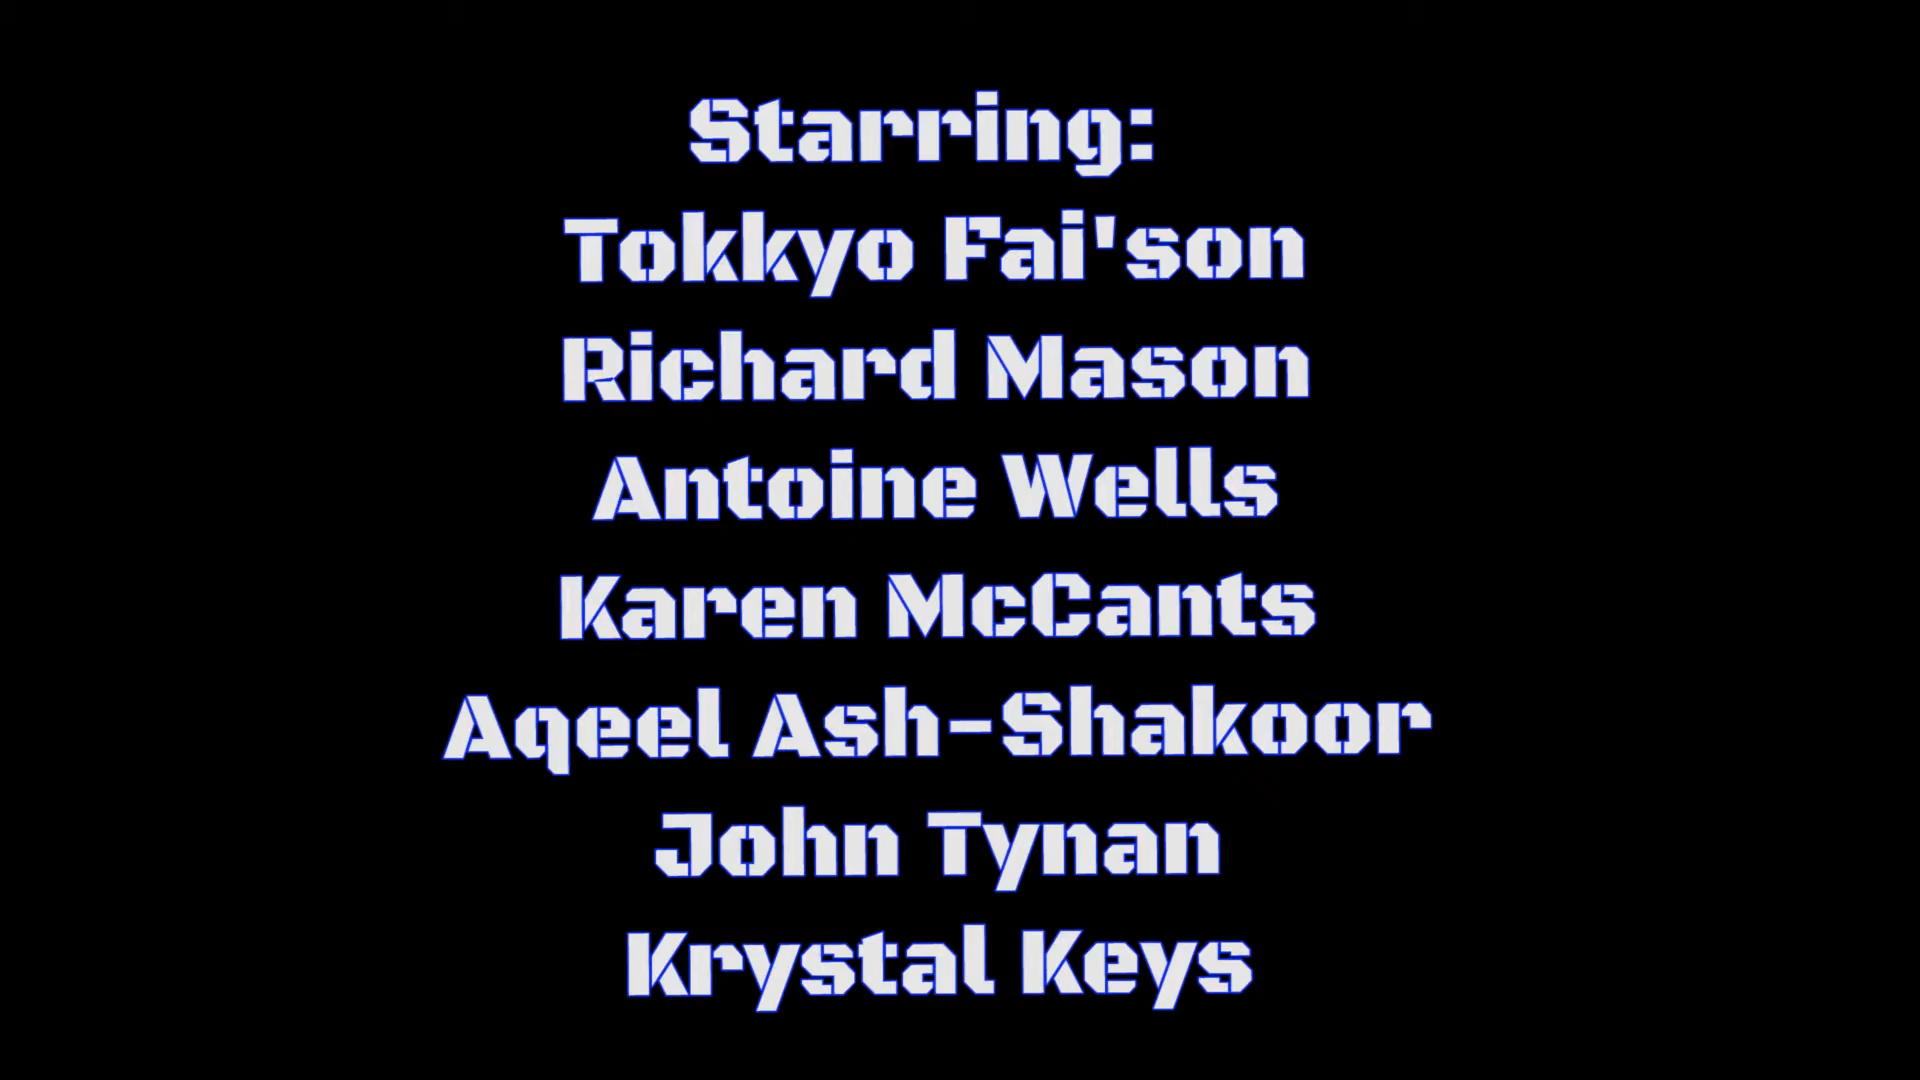 Starring:
Tokkyo Fai'son
Richard Mason
Antoine Wells
Karen McCants
Aqeel Ash-Shakoor
John Tynan
Krystal Keys